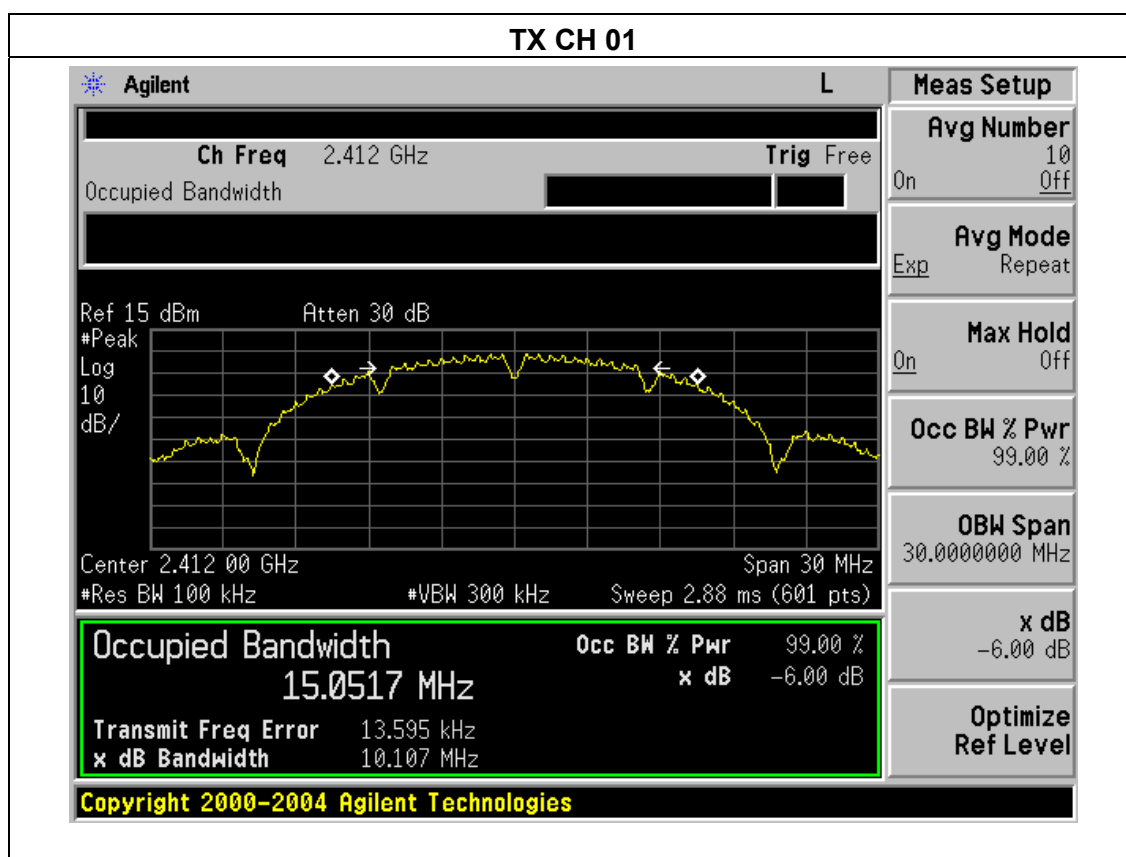 TX CH 01
Agilent L
Ch Freq 2.412 GHz Trig Free
Occupied Bandwidth
Ref 15 dBm Atten 30 dB
#Peak
Log
10
dB/
Center 2.412 00 GHz Span 30 MHz
#Res BW 100 kHz #VBW 300 kHz Sweep 2.88 ms (601 pts)
Occupied Bandwidth Occ BW % Pwr 99.00 %
15.0517 MHz x dB -6.00 dB
Transmit Freq Error 13.595 kHz
x dB Bandwidth 10.107 MHz
Copyright 2000-2004 Agilent Technologies
Meas Setup
Avg Number
10
On Off
Avg Mode
Exp Repeat
Max Hold
On Off
Occ BW % Pwr
99.00 %
OBW Span
30.0000000 MHz
x dB
-6.00 dB
Optimize
Ref Level